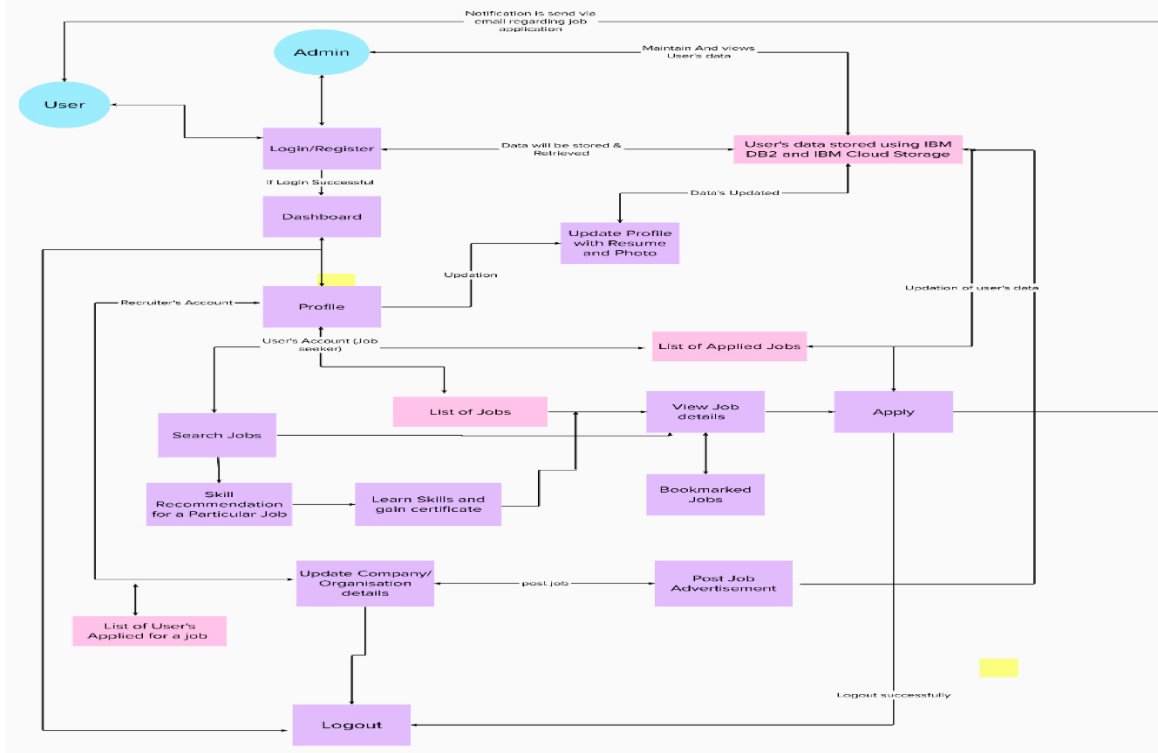 Notification is send via
email regarding job
application
Admin
Maintain And views
User's data
User
Login/Register
Data will be stored &
Retrieved
User's data stored using IBM
DB2 and IBM Cloud Storage
if Login Successful
Data's Updated
Dashboard
Update Profile
with Resume
and Photo
Updation
Updation of user's data
Recruiter's Account
Profile
User's Account (Job
seeker)
List of Applied Jobs
List of Jobs
View Job
details
Apply
Search Jobs
Skill
Recommendation
for a Particular Job
Learn Skills and
gain certificate
Bookmarked
Jobs
Update Company/
Organisation
details
post job
Post Job
Advertisement
List of User's
Applied for a job
Logout successfully
Logout